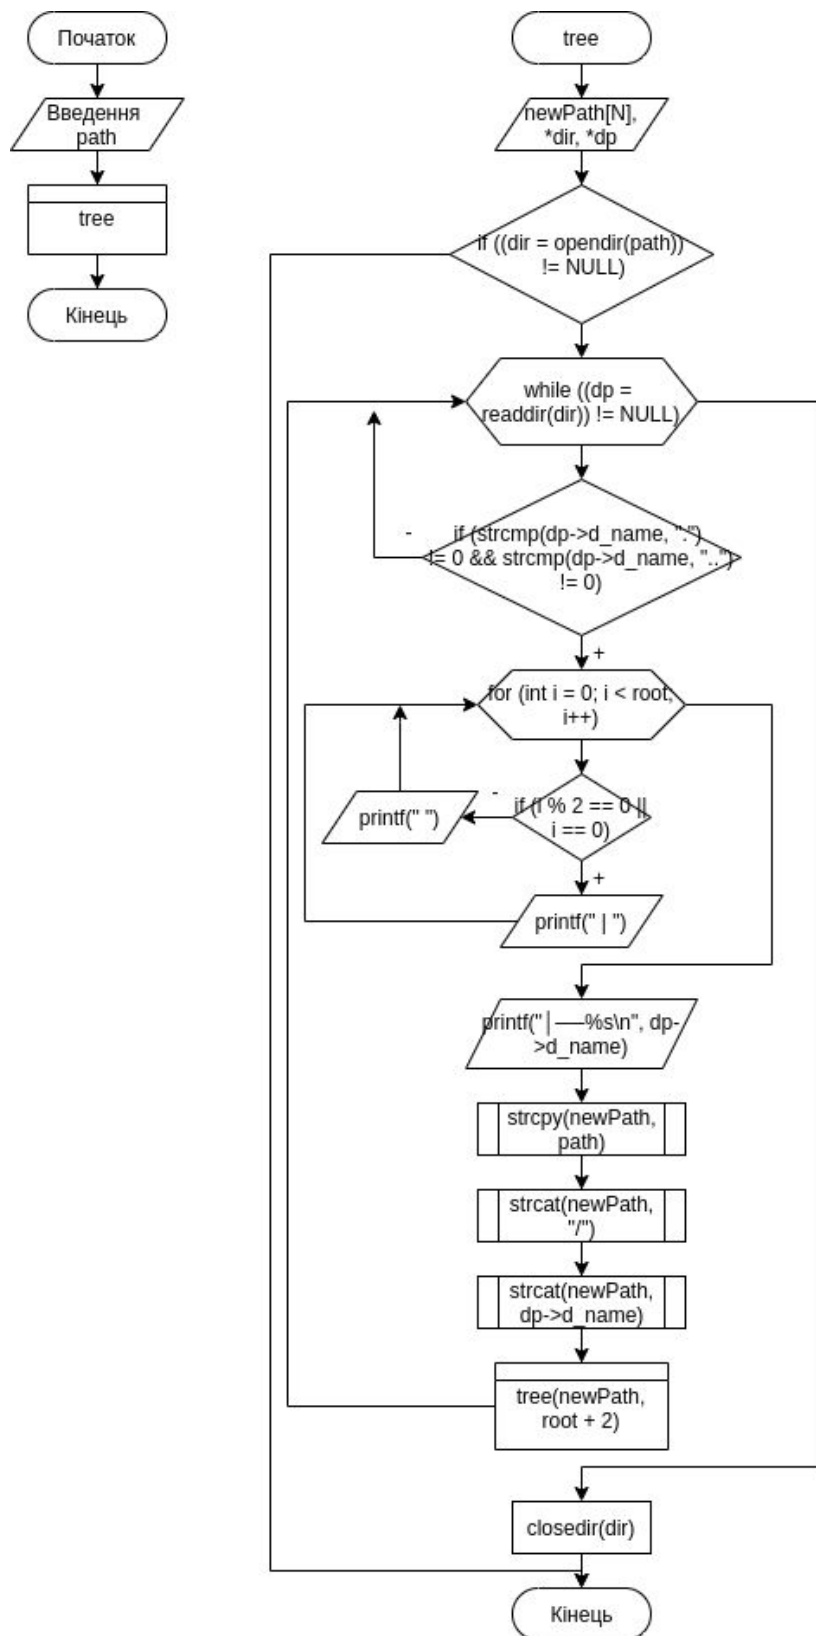 Початок
Введення
path
tree
Кінець
tree
newPath[N],
*dir, *dp
if ((dir = opendir(path))
!= NULL)
while ((dp =
readdir(dir)) != NULL)
-
if (strcmp(dp->d_name, ".")
!= 0 && strcmp(dp->d_name, "..")
!= 0)
+
for (int i = 0; i < root;
i++)
-
if (i % 2 == 0 ||
i == 0)
printf(" ")
+
printf(" | ")
printf("│──%s\n", dp-
>d_name)
strcpy(newPath,
path)
strcat(newPath,
"/")
strcat(newPath,
dp->d_name)
tree(newPath,
root + 2)
closedir(dir)
Кінець